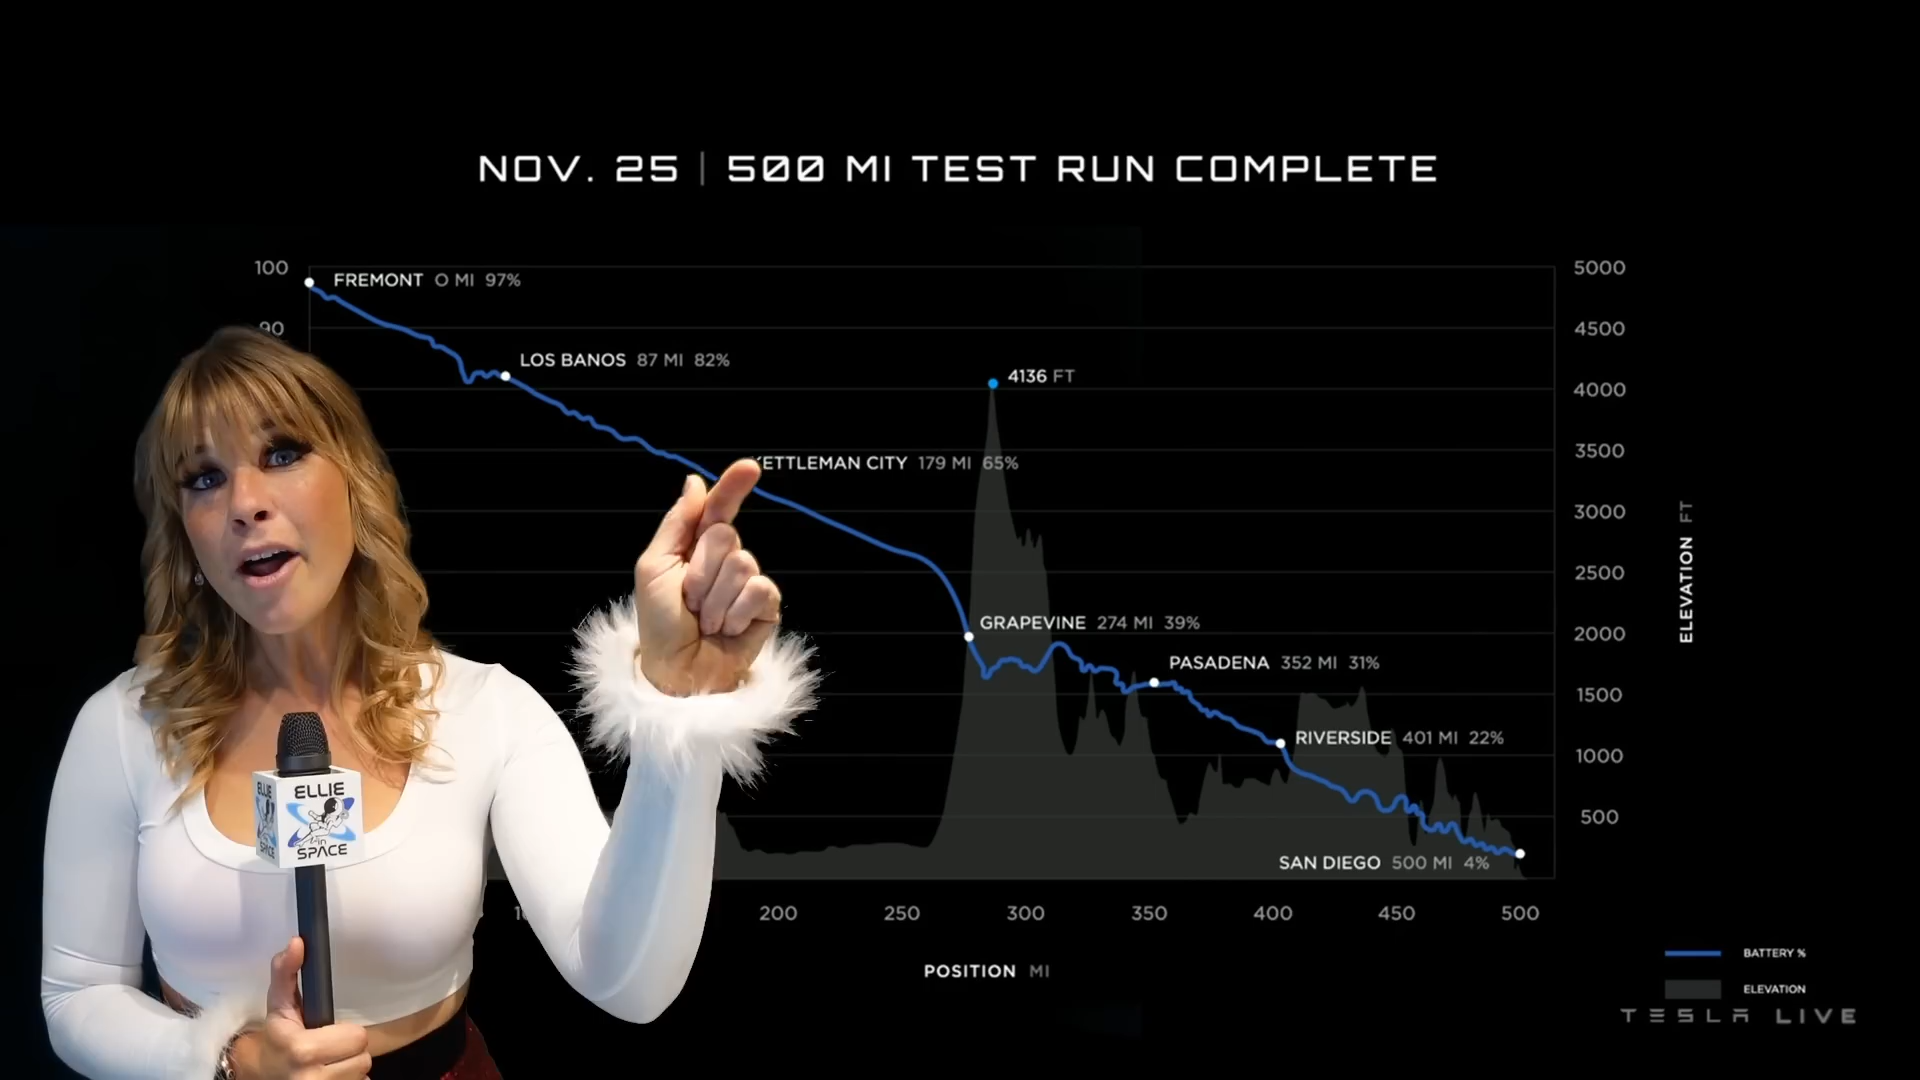 NOV. 25 | 500 MI TEST RUN COMPLETE
100
90
FREMONT 0 MI 97%
LOS BANOS 87 MI 82%
KETTLEMAN CITY 179 MI 65%
4136 FT
GRAPEVINE 274 MI 39%
PASADENA 352 MI 31%
RIVERSIDE 401 MI 22%
SAN DIEGO 500 MI 4%
5000
4500
4000
3500
3000
2500
2000
1500
1000
500
ELEVATION FT
200 250 300 350 400 450 500
POSITION MI
BATTERY %
ELEVATION
TESLA LIVE
ELLIE
in
SPACE